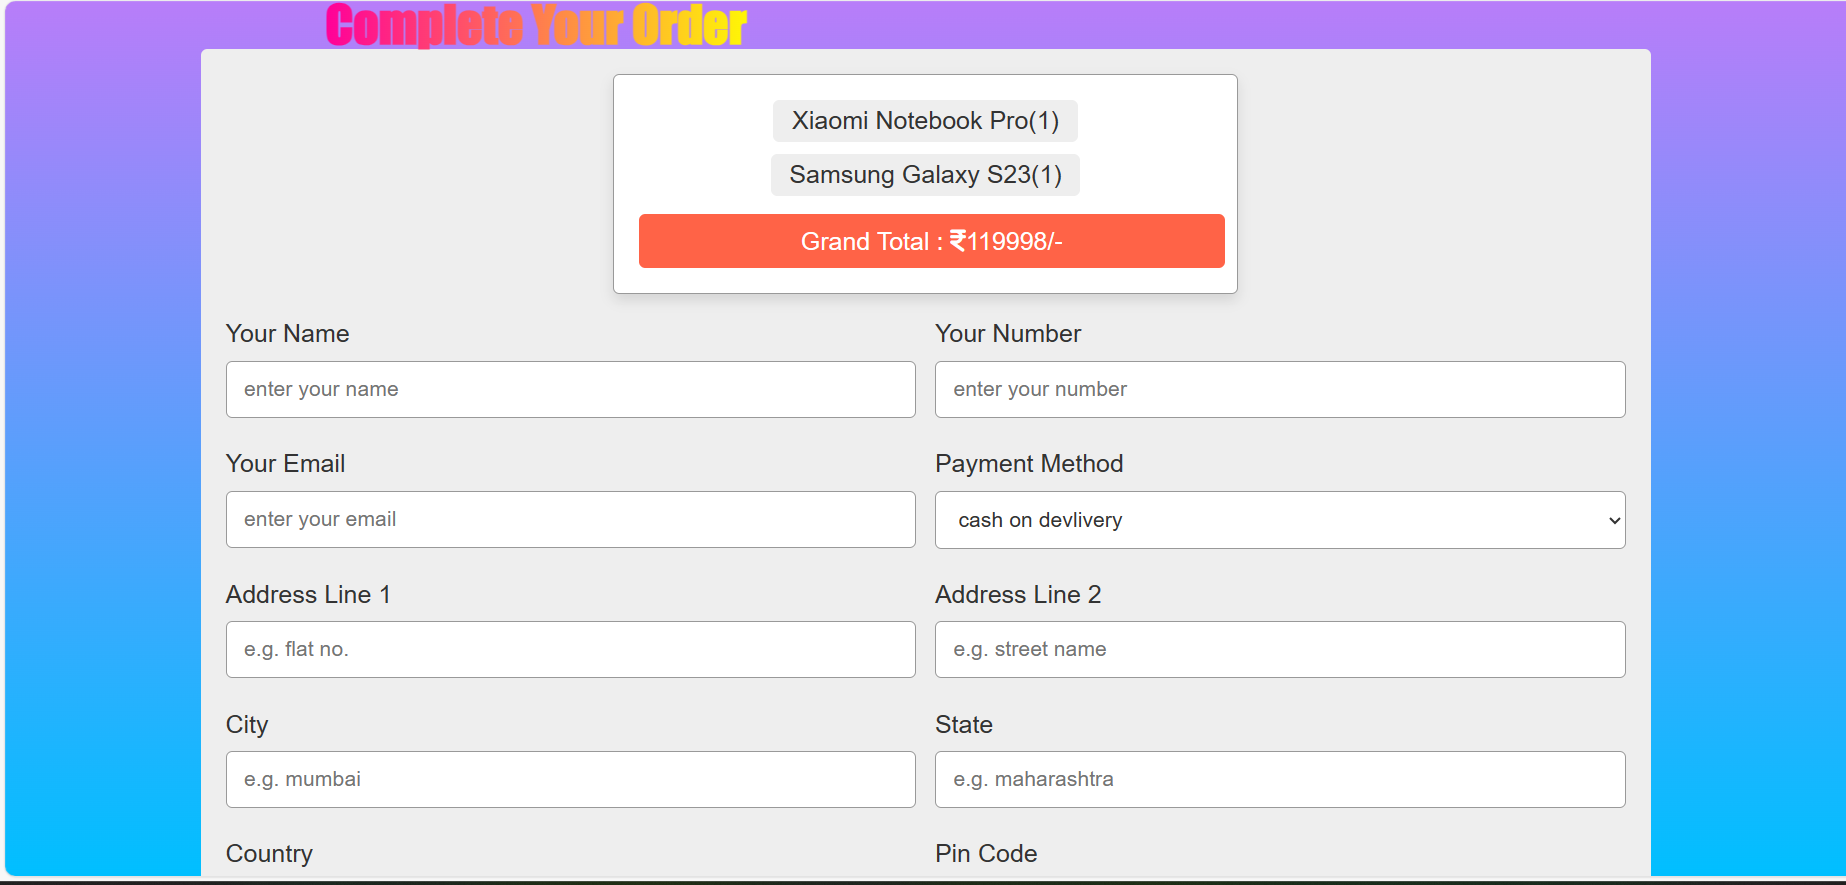 Complete Your Order
Xiaomi Notebook Pro(1)
Samsung Galaxy S23(1)
Grand Total : ₹119998/-
Your Name
Your Number
enter your name
enter your number
Your Email
Payment Method
enter your email
cash on devlivery
Address Line 1
Address Line 2
e.g. flat no.
e.g. street name
City
State
e.g. mumbai
e.g. maharashtra
Country
Pin Code